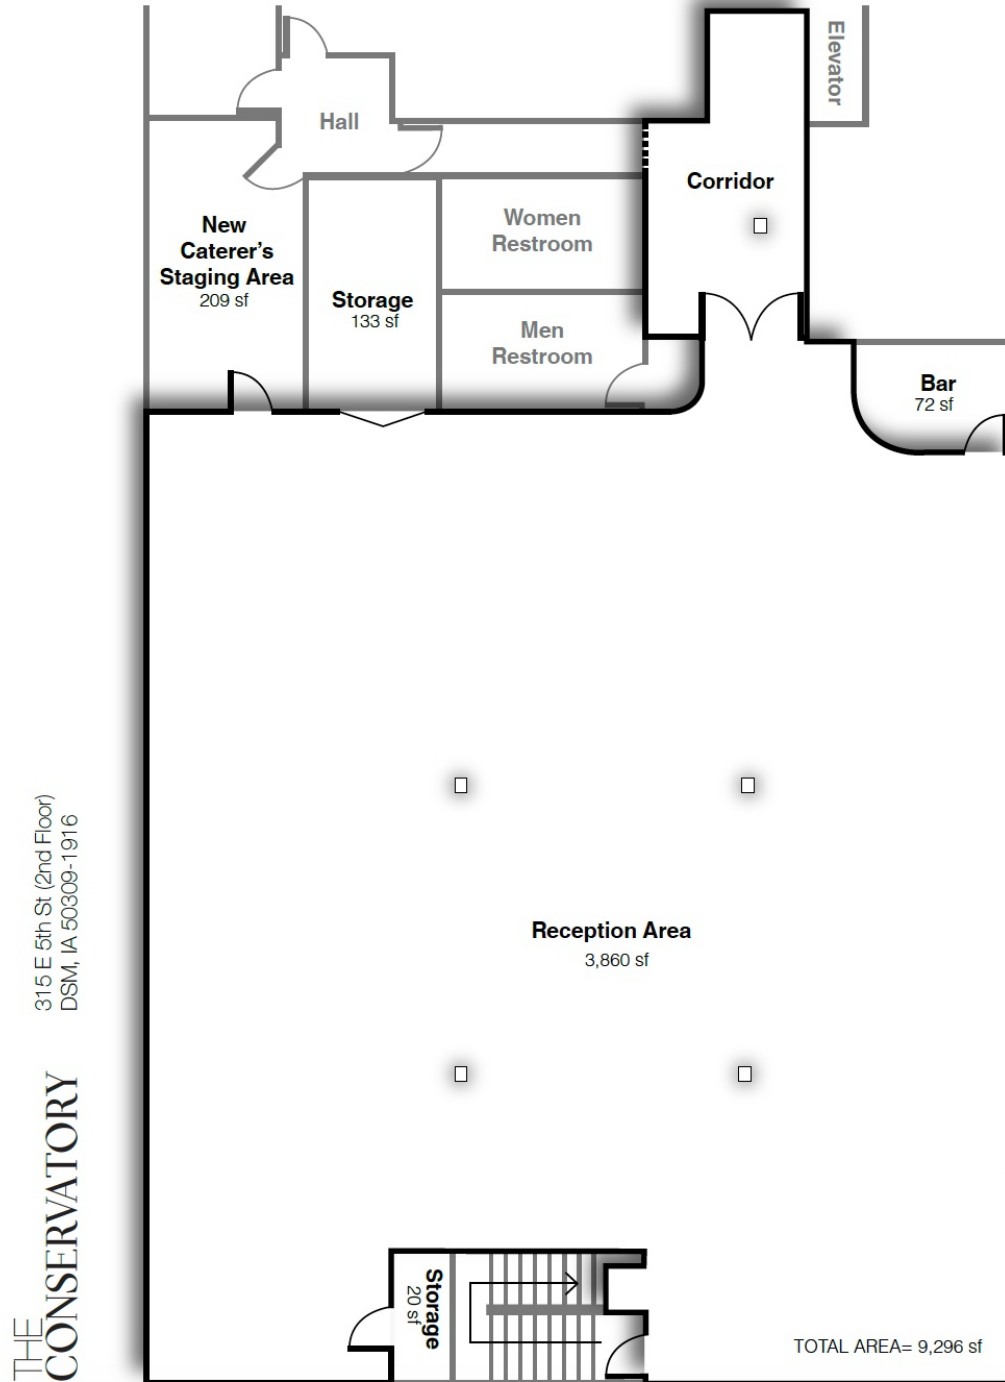 Elevator
Hall
Corridor
New
Caterer's
Staging Area
209 sf
Women
Restroom
Storage
133 sf
Men
Restroom
Bar
72 sf
315 E 5th St (2nd Floor)
DSM, IA 50309-1916
Reception Area
3,860 sf
THE
CONSERVATORY
Storage
20 sf
TOTAL AREA= 9,296 sf